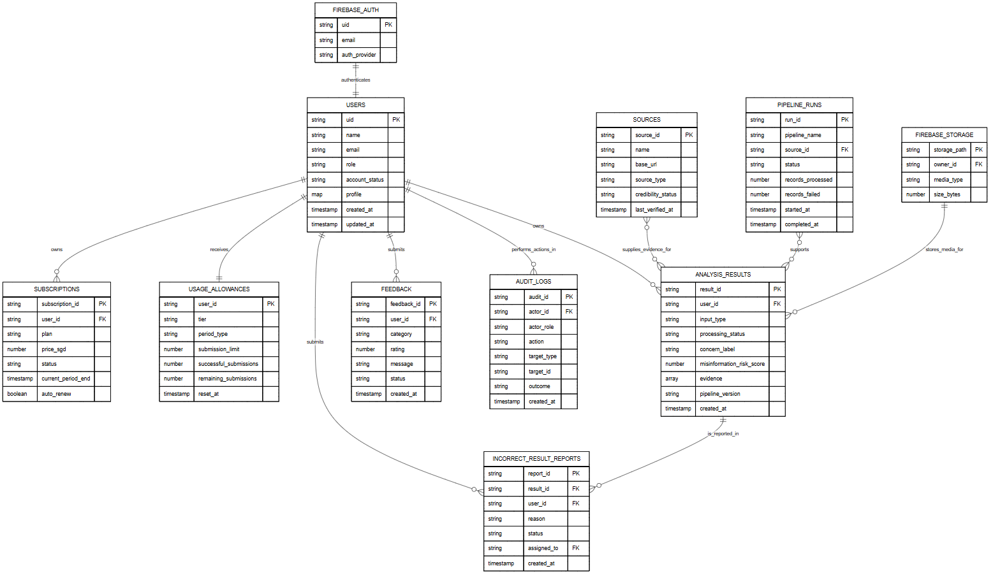 FIREBASE_AUTH
string uid PK
string email
string auth_provider
authenticates
USERS
string uid PK
string name
string email
string role
string account_status
map profile
timestamp created_at
timestamp updated_at
SOURCES
string source_id PK
string name
string base_url
string source_type
string credibility_status
timestamp last_verified_at
PIPELINE_RUNS
string run_id PK
string pipeline_name
string source_id FK
string status
number records_processed
number records_failed
timestamp started_at
timestamp completed_at
FIREBASE_STORAGE
string storage_path PK
string owner_id FK
string media_type
number size_bytes
owns
owns
receives
submits
performs_actions_in
supplies_evidence_for
supports
stores_media_for
SUBSCRIPTIONS
string subscription_id PK
string user_id FK
string plan
number price_sgd
string status
timestamp current_period_end
boolean auto_renew
USAGE_ALLOWANCES
string user_id PK
string tier
string period_type
number submission_limit
number successful_submissions
number remaining_submissions
timestamp reset_at
submits
FEEDBACK
string feedback_id PK
string user_id FK
string category
number rating
string message
string status
timestamp created_at
AUDIT_LOGS
string audit_id PK
string actor_id FK
string actor_role
string action
string target_type
string target_id
string outcome
timestamp created_at
ANALYSIS_RESULTS
string result_id PK
string user_id FK
string input_type
string processing_status
string concern_label
number misinformation_risk_score
array evidence
string pipeline_version
timestamp created_at
is_reported_in
INCORRECT_RESULT_REPORTS
string report_id PK
string result_id FK
string user_id FK
string reason
string status
string assigned_to FK
timestamp created_at